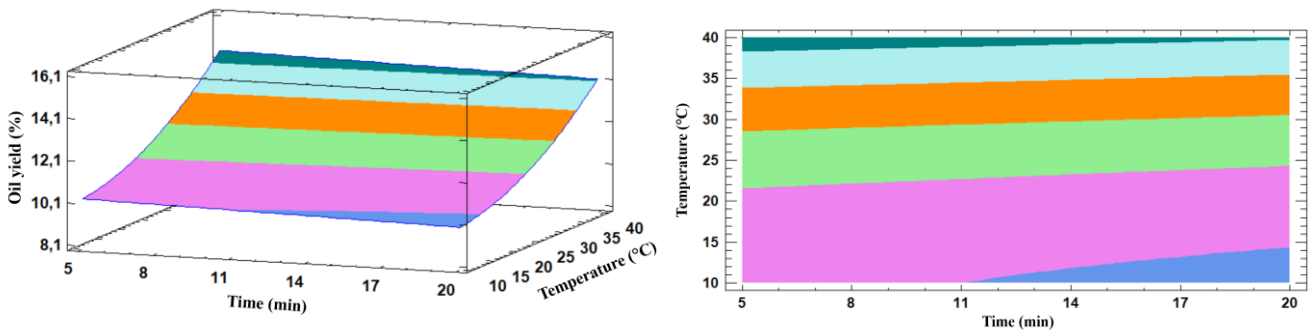 16,1
14,1
12,1
10,1
8,1
Oil yield (%)
5 8 11 14 17 20
Time (min)
10 15 20 25 30 35 40
Temperature (°C)
40
35
30
25
20
15
10
Temperature (°C)
5 8 11 14 17 20
Time (min)